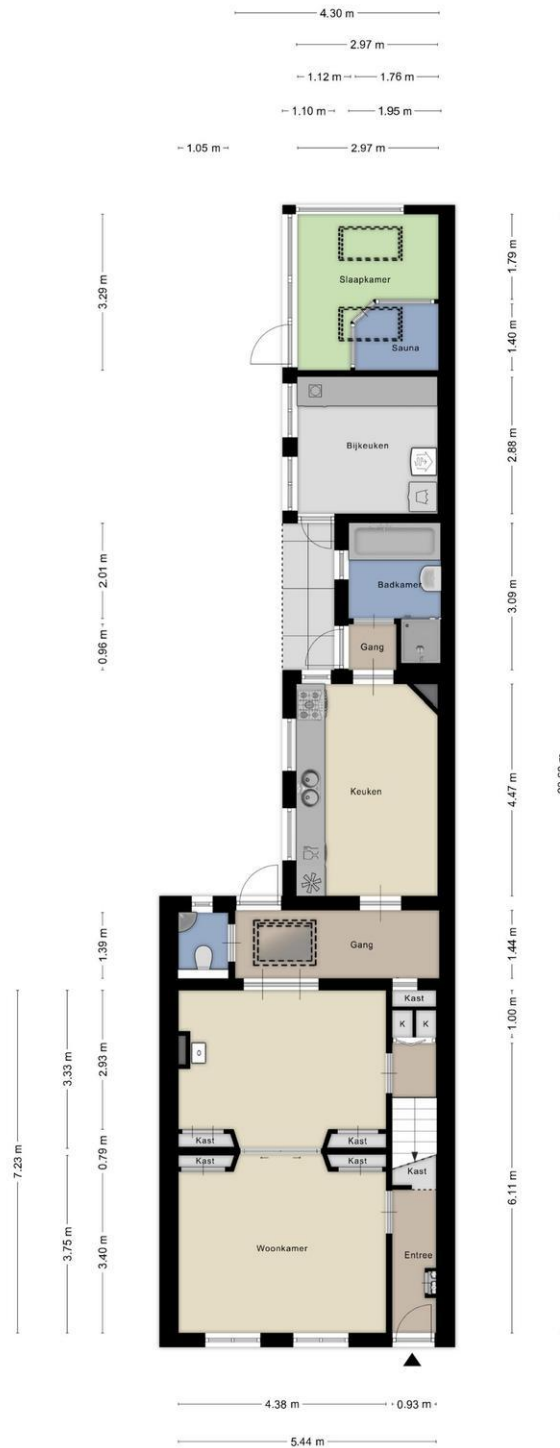 4.30 m
2.97 m
1.12 m 1.76 m
1.10 m 1.95 m
1.05 m 2.97 m
3.29 m
1.79 m
Slaapkamer
1.40 m
Sauna
Bijkeuken
2.88 m
2.01 m
Badkamer
3.09 m
0.96 m
Gang
Keuken
4.47 m
1.39 m
Gang
1.44 m
Kast
1.00 m
K K
3.33 m
2.93 m
Kast Kast
0.79 m
Kast Kast
Kast
7.23 m
6.11 m
3.75 m
3.40 m
Woonkamer
Entree
4.38 m 0.93 m
5.44 m